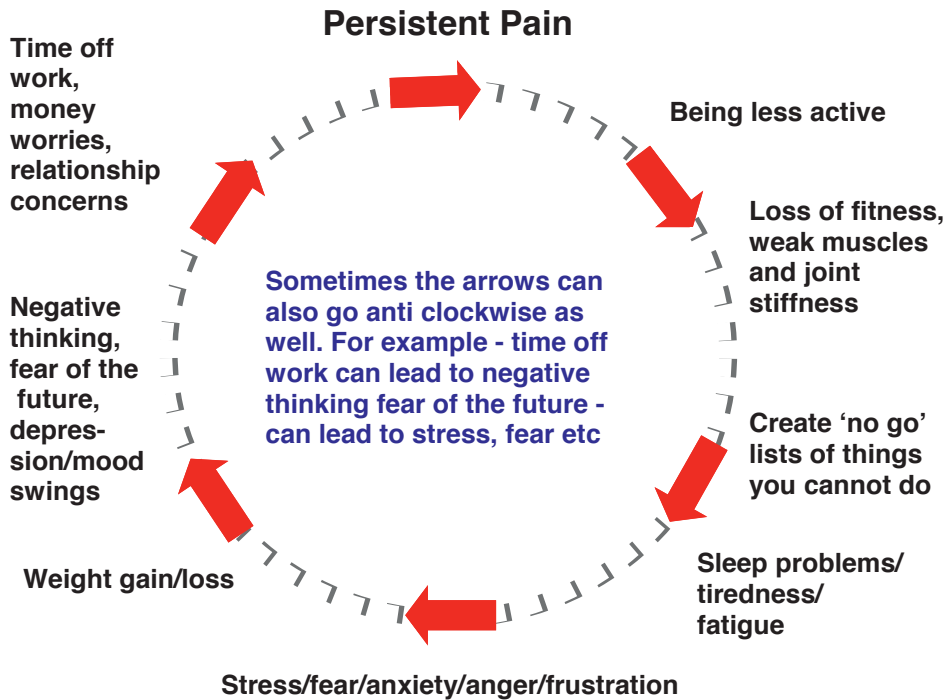 Persistent Pain
Being less active
Loss of fitness,
weak muscles
and joint
stiffness
Create ‘no go’
lists of things
you cannot do
Sleep problems/
tiredness/
fatigue
Stress/fear/anxiety/anger/frustration
Weight gain/loss
Negative
thinking,
fear of the
future,
depres-
sion/mood
swings
Time off
work,
money
worries,
relationship
concerns
Sometimes the arrows can
also go anti clockwise as
well. For example - time off
work can lead to negative
thinking fear of the future -
can lead to stress, fear etc